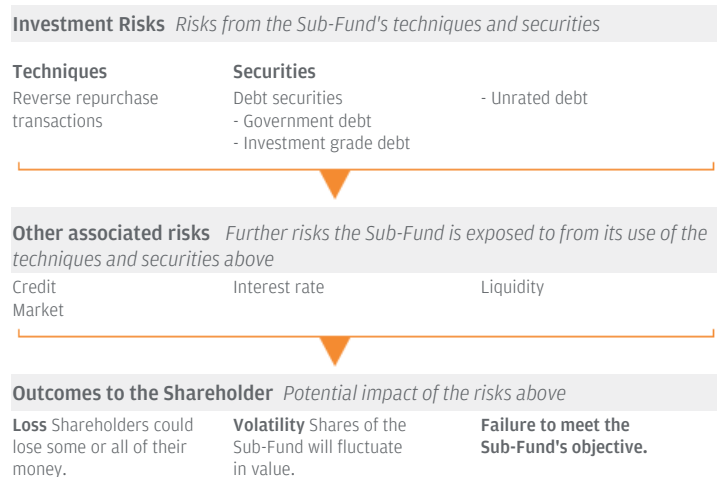 Investment Risks Risks from the Sub-Fund's techniques and securities
Techniques
Reverse repurchase
transactions
Securities
Debt securities
- Government debt
- Investment grade debt
- Unrated debt
Other associated risks Further risks the Sub-Fund is exposed to from its use of the
techniques and securities above
Credit
Market
Interest rate
Liquidity
Outcomes to the Shareholder Potential impact of the risks above
Loss Shareholders could
lose some or all of their
money.
Volatility Shares of the
Sub-Fund will fluctuate
in value.
Failure to meet the
Sub-Fund's objective.